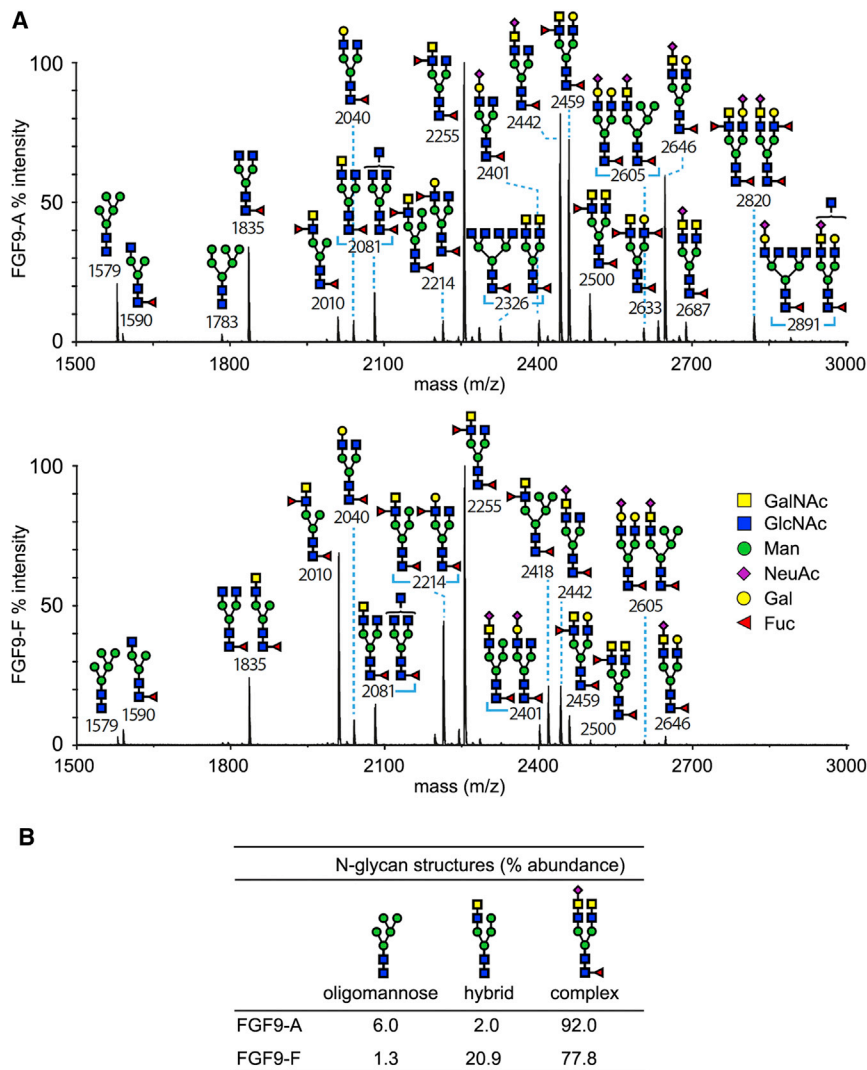 A
FGF9-A % intensity
100
50
0
1579
1590
1783
1835
2010
2040
2081
2214
2255
2326
2401
2442
2459
2500
2605
2633
2646
2687
2820
2891
1500 1800 2100 2400 2700 3000
mass (m/z)
FGF9-F % intensity
100
50
0
1579
1590
1835
2010
2040
2081
2214
2255
2401
2418
2442
2459
2500
2605
2646
GalNAc
GlcNAc
Man
NeuAc
Gal
Fuc
1500 1800 2100 2400 2700 3000
mass (m/z)
B
N-glycan structures (% abundance)
oligomannose hybrid complex
FGF9-A 6.0 2.0 92.0
FGF9-F 1.3 20.9 77.8